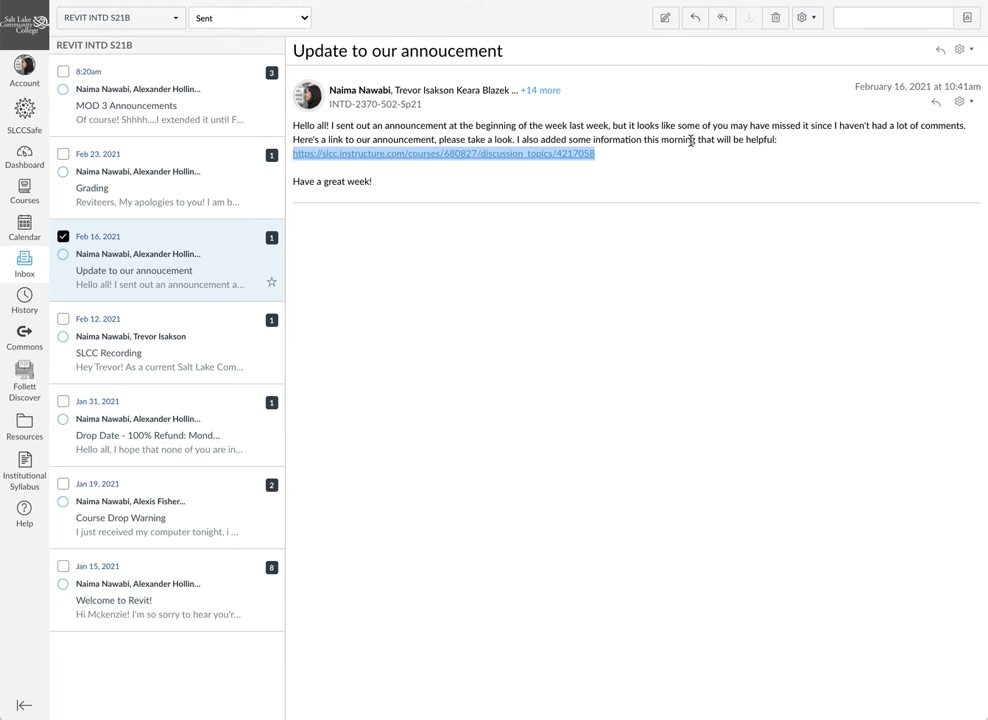 REVIT INTD S21B
Sent
Salt Lake
Community
College
Account
SLCCSafe
Dashboard
Courses
Calendar
Inbox
History
Commons
Follett
Discover
Resources
Institutional
Syllabus
Help
REVIT INTD S21B
8:20am
3
Naima Nawabi, Alexander Hollin...
MOD 3 Announcements
Of course! Shhhh....I extended it until F...
Feb 23, 2021
1
Naima Nawabi, Alexander Hollin...
Grading
Reviteers, My apologies to you! I am b...
Feb 16, 2021
1
Naima Nawabi, Alexander Hollin...
Update to our annoucement
Hello all! I sent out an announcement a...
Feb 12, 2021
1
Naima Nawabi, Trevor Isakson
SLCC Recording
Hey Trevor! As a current Salt Lake Com...
Jan 31, 2021
1
Naima Nawabi, Alexander Hollin...
Drop Date - 100% Refund: Mond...
Hello all, I hope that none of you are in...
Jan 19, 2021
2
Naima Nawabi, Alexis Fisher...
Course Drop Warning
I just received my computer tonight, i ...
Jan 15, 2021
8
Naima Nawabi, Alexander Hollin...
Welcome to Revit!
Hi Mckenzie! I'm so sorry to hear you'r...
Update to our annoucement
Naima Nawabi, Trevor Isakson Keara Blazek ... +14 more
February 16, 2021 at 10:41am
INTD-2370-502-Sp21
Hello all! I sent out an announcement at the beginning of the week last week, but it looks like some of you may have missed it since I haven't had a lot of comments.
Here's a link to our announcement, please take a look. I also added some information this morning that will be helpful:
https://slcc.instructure.com/courses/680827/discussion_topics/4217058
Have a great week!